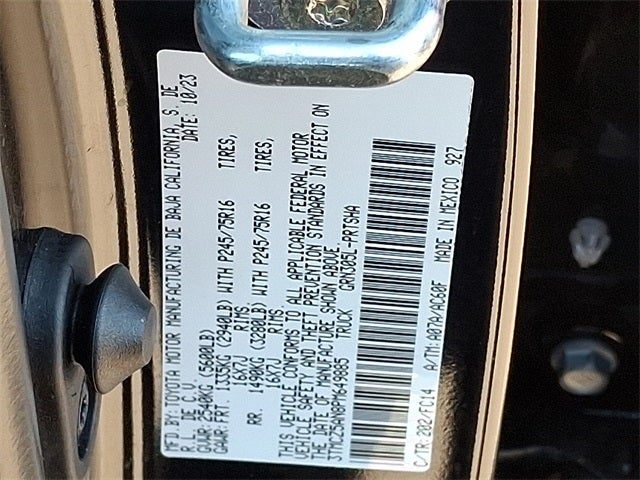 MFD.BY: TOYOTA MOTOR MANUFACTURING DE BAJA CALIFORNIA, S. DE
R.L. DE C.V. DATE: 10/23
GVWR: 2540KG (5600LB)
GAWR: FRT. 1335KG (2940LB) WITH P245/75R16 TIRES,
16X7J RIMS
RR. 1490KG (3280LB) WITH P245/75R16 TIRES,
16X7J RIMS
THIS VEHICLE CONFORMS TO ALL APPLICABLE FEDERAL MOTOR
VEHICLE SAFETY AND THEFT PREVENTION STANDARDS IN EFFECT ON
THE DATE OF MANUFACTURE SHOWN ABOVE.
3TMCZ5AN8PM649885 TRUCK GRN305L-PRTSHA
C/TR: 202/FC14 A/TM: A07A/AC60F MADE IN MEXICO 927